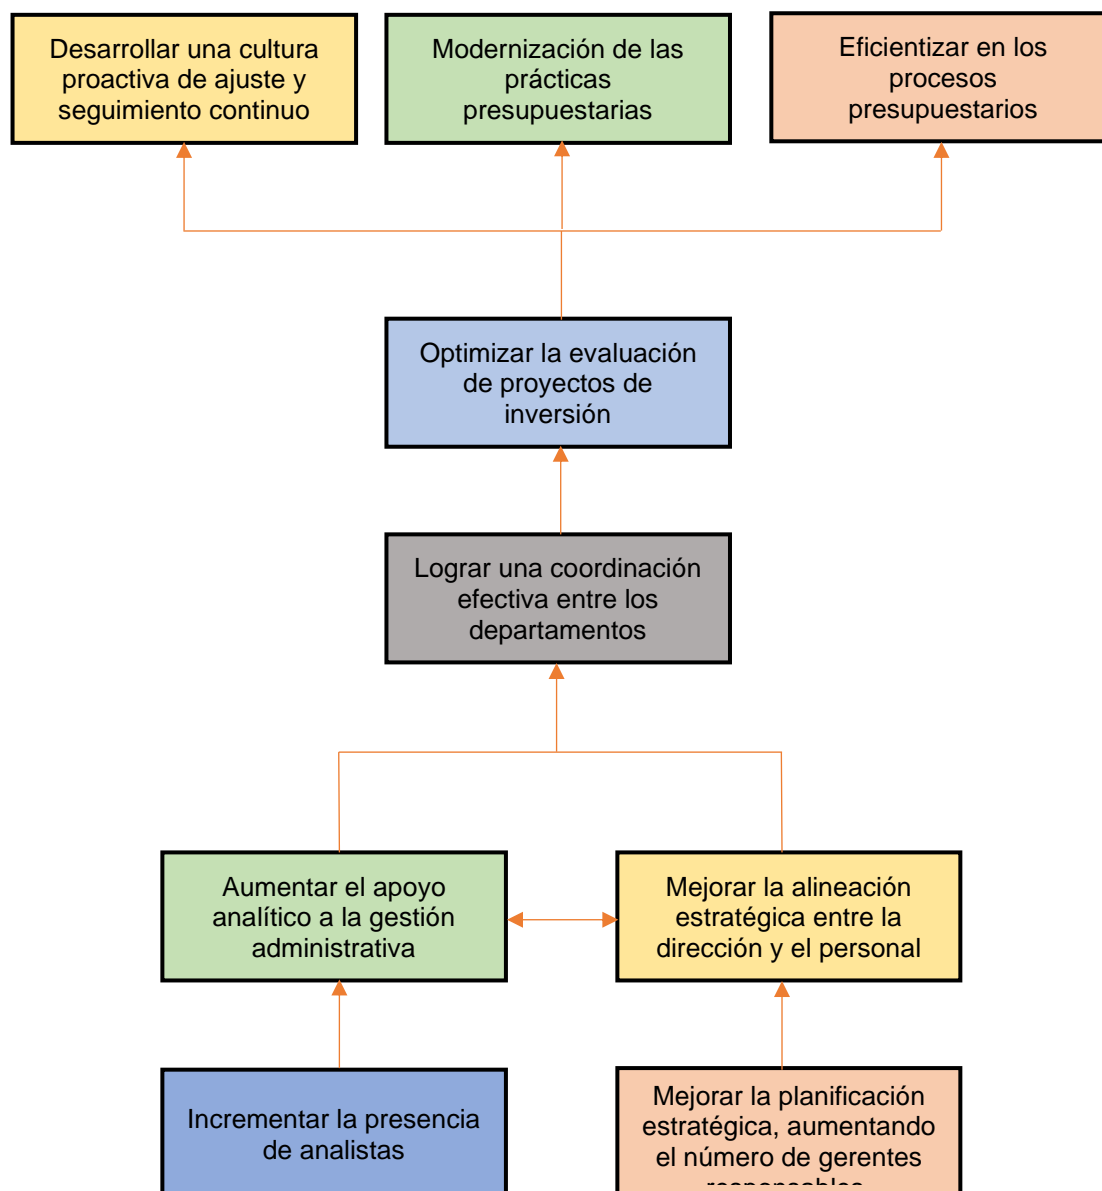 Desarrollar una cultura
proactiva de ajuste y
seguimiento continuo
Modernización de las
prácticas
presupuestarias
Eficientizar en los
procesos
presupuestarios
Optimizar la evaluación
de proyectos de
inversión
Lograr una coordinación
efectiva entre los
departamentos
Aumentar el apoyo
analítico a la gestión
administrativa
Mejorar la alineación
estratégica entre la
dirección y el personal
Incrementar la presencia
de analistas
Mejorar la planificación
estratégica, aumentando
el número de gerentes
responsables